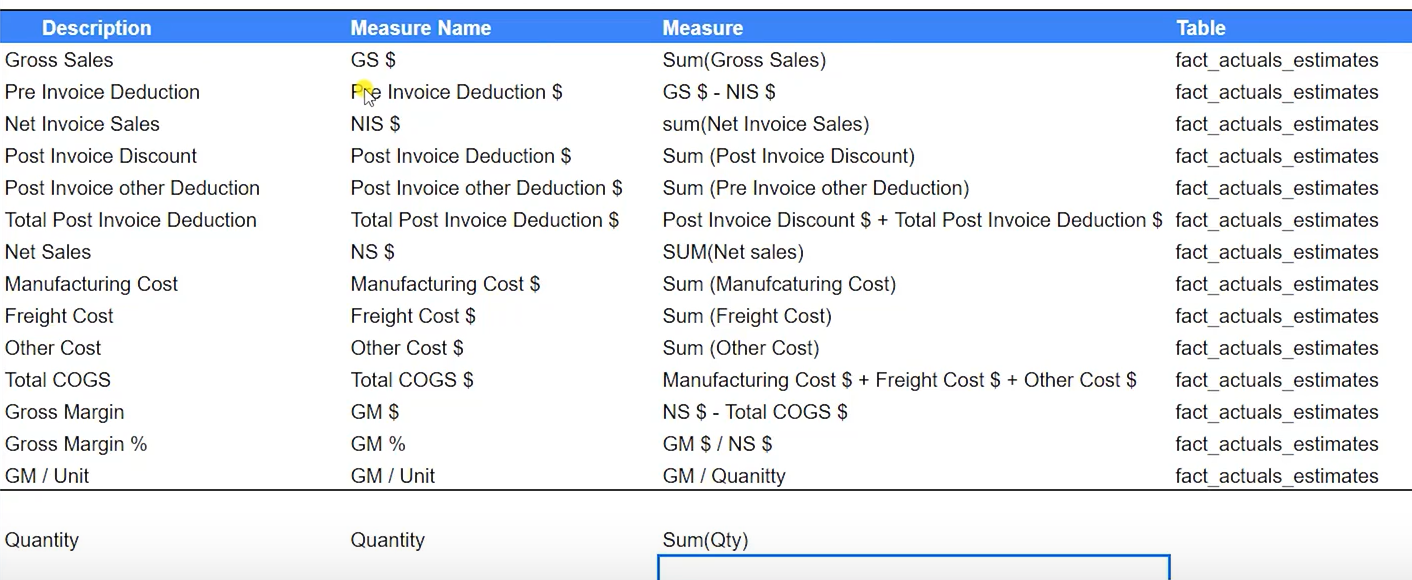 Description Measure Name Measure Table
Gross Sales GS $ Sum(Gross Sales) fact_actuals_estimates
Pre Invoice Deduction Pre Invoice Deduction $ GS $ - NIS $ fact_actuals_estimates
Net Invoice Sales NIS $ sum(Net Invoice Sales) fact_actuals_estimates
Post Invoice Discount Post Invoice Deduction $ Sum (Post Invoice Discount) fact_actuals_estimates
Post Invoice other Deduction Post Invoice other Deduction $ Sum (Pre Invoice other Deduction) fact_actuals_estimates
Total Post Invoice Deduction Total Post Invoice Deduction $ Post Invoice Discount $ + Total Post Invoice Deduction $ fact_actuals_estimates
Net Sales NS $ SUM(Net sales) fact_actuals_estimates
Manufacturing Cost Manufacturing Cost $ Sum (Manufcaturing Cost) fact_actuals_estimates
Freight Cost Freight Cost $ Sum (Freight Cost) fact_actuals_estimates
Other Cost Other Cost $ Sum (Other Cost) fact_actuals_estimates
Total COGS Total COGS $ Manufacturing Cost $ + Freight Cost $ + Other Cost $ fact_actuals_estimates
Gross Margin GM $ NS $ - Total COGS $ fact_actuals_estimates
Gross Margin % GM % GM $ / NS $ fact_actuals_estimates
GM / Unit GM / Unit GM / Quanitty fact_actuals_estimates
Quantity Quantity Sum(Qty)